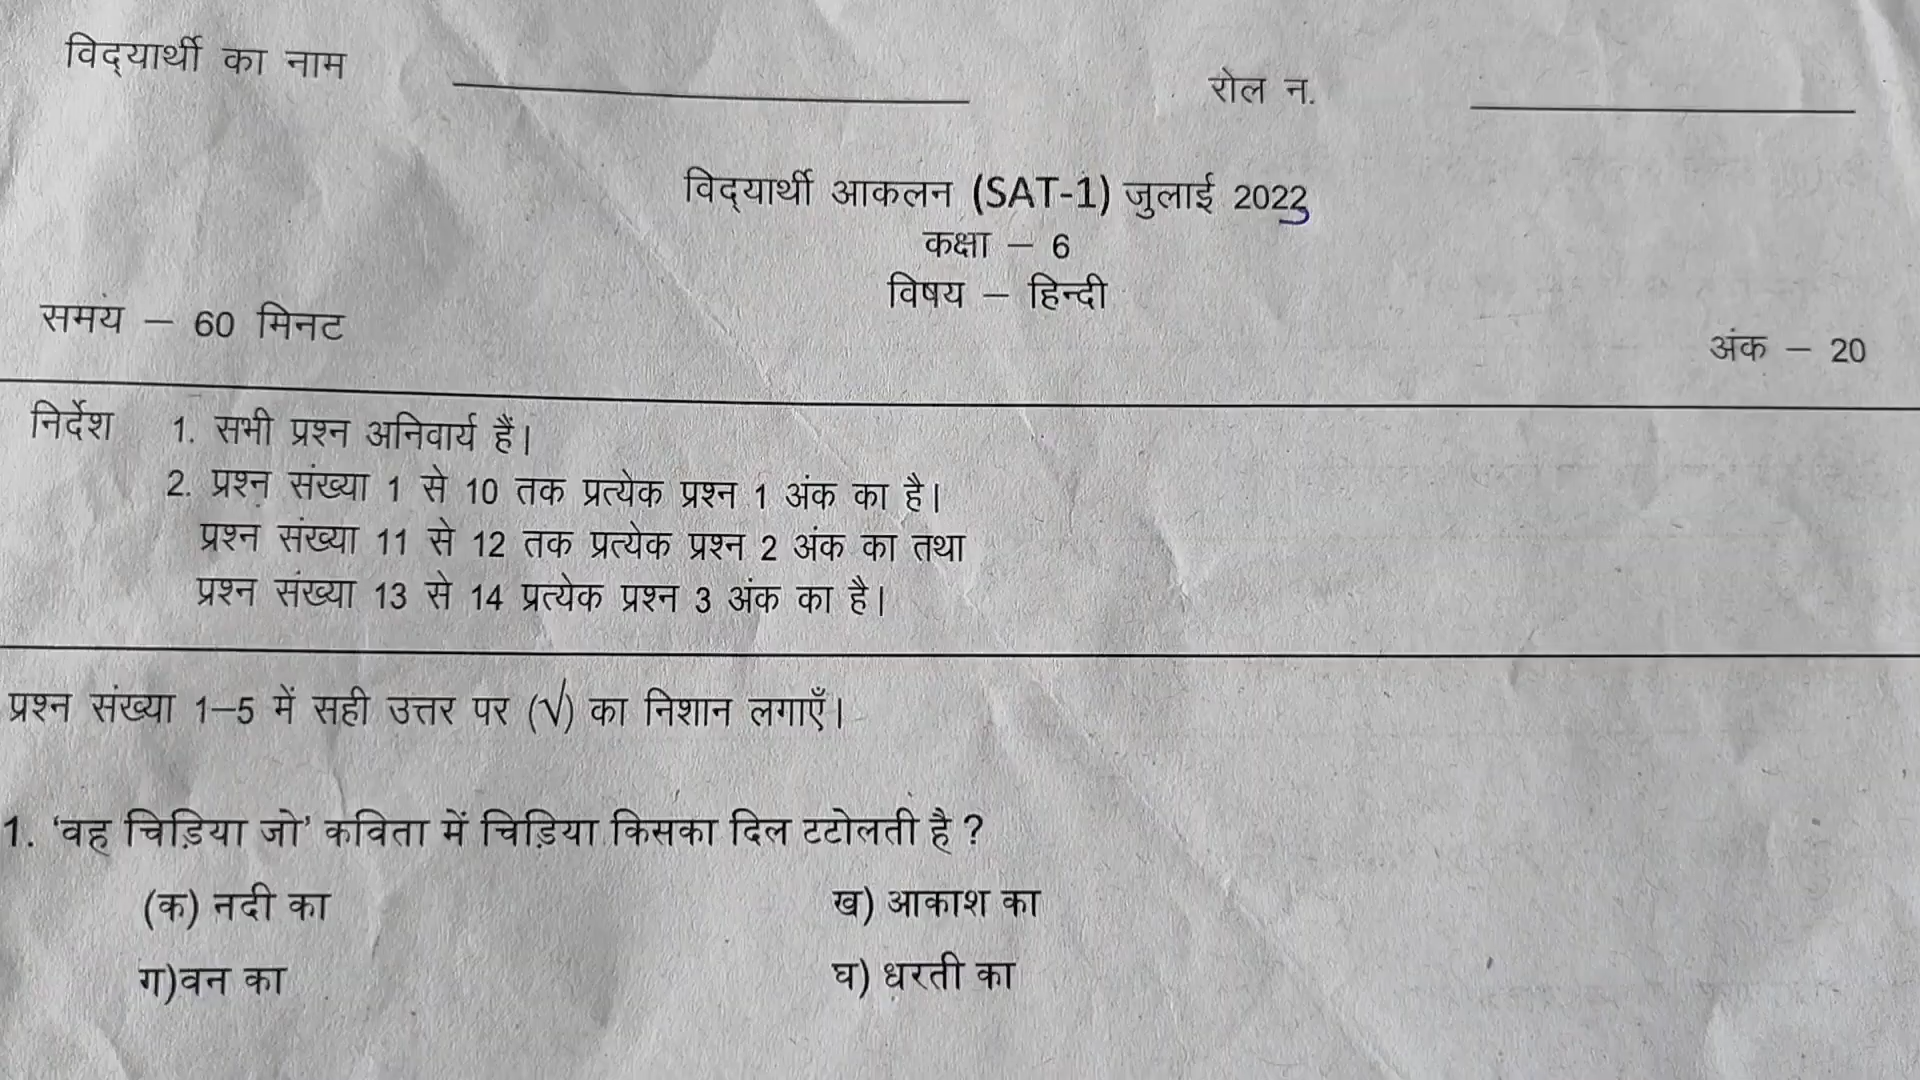 विद्यार्थी का नाम
रोल न.
विद्यार्थी आकलन (SAT-1) जुलाई 2023
कक्षा – 6
विषय – हिन्दी
समय – 60 मिनट
अंक – 20
निर्देश 1. सभी प्रश्न अनिवार्य हैं।
2. प्रश्न संख्या 1 से 10 तक प्रत्येक प्रश्न 1 अंक का है।
प्रश्न संख्या 11 से 12 तक प्रत्येक प्रश्न 2 अंक का तथा
प्रश्न संख्या 13 से 14 प्रत्येक प्रश्न 3 अंक का है।
प्रश्न संख्या 1–5 में सही उत्तर पर (√) का निशान लगाएँ।
1. 'वह चिड़िया जो' कविता में चिड़िया किसका दिल टटोलती है ?
(क) नदी का ख) आकाश का
ग)वन का घ) धरती का